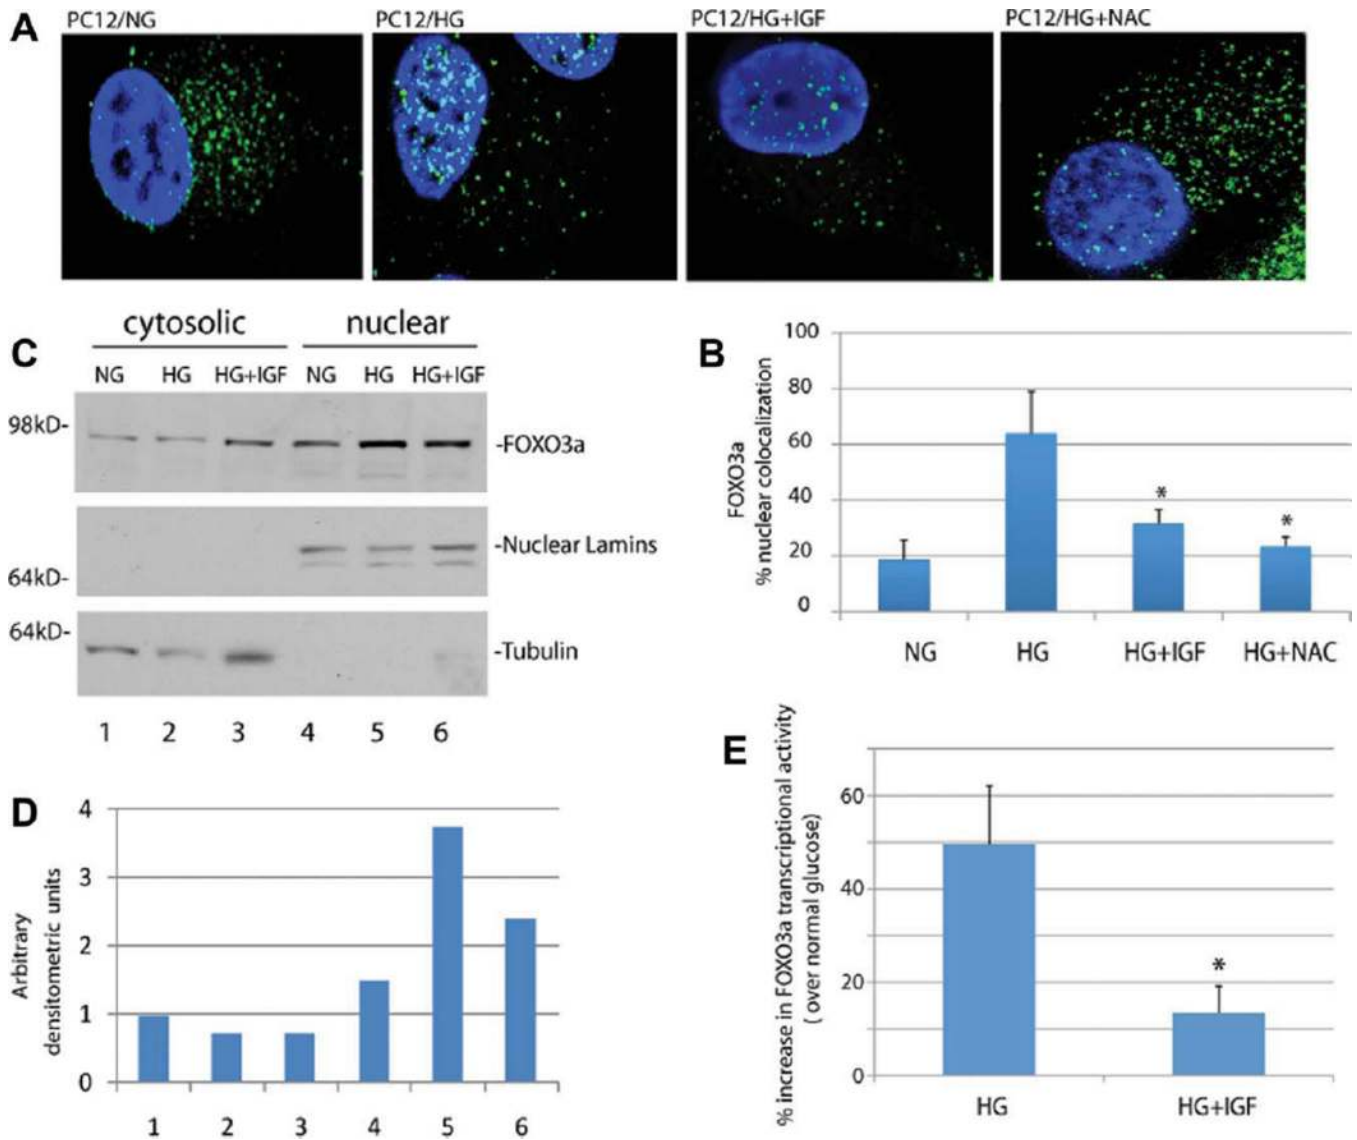 A
PC12/NG
PC12/HG
PC12/HG+IGF
PC12/HG+NAC
C
cytosolic
nuclear
NG
HG
HG+IGF
NG
HG
HG+IGF
98kD-
-FOXO3a
-Nuclear Lamins
64kD-
64kD-
-Tubulin
1
2
3
4
5
6
B
FOXO3a
% nuclear colocalization
100
80
60
40
20
0
*
*
NG
HG
HG+IGF
HG+NAC
D
Arbitrary
densitometric units
4
3
2
1
0
1
2
3
4
5
6
E
% increase in FOXO3a transcriptional activity
( over normal glucose)
60
40
20
0
*
HG
HG+IGF